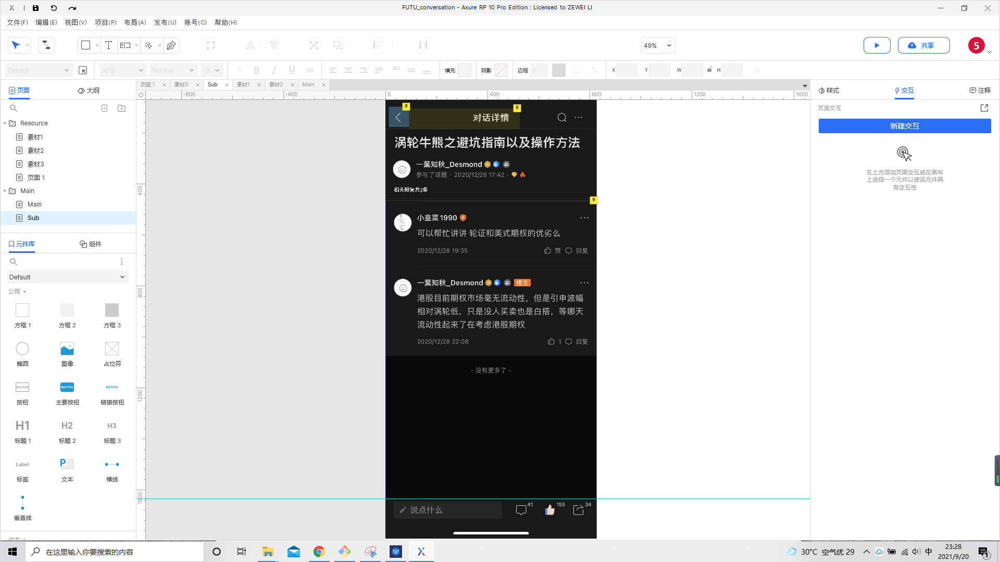 FUTU_conversation - Axure RP 10 Pro Edition : Licensed to ZEWEI LI
文件(F) 编辑(E) 视图(V) 项目(P) 布局(A) 发布(U) 账号(C) 帮助(H)
49%
共享
5
Default Arial Normal 13 填充 阴影 边框 1 X Y W H
页面 大纲
页面 1 素材3 Sub 素材1 素材2 Main
样式 交互 注释
-800 -400 0 400 800 1200 1600
400
800
1200
1600
Resource
素材1
素材2
素材3
页面 1
Main
Main
Sub
元件库 组件
Default
公用
方框 1 方框 2 方框 3
椭圆 图像 占位符
BUTTON BUTTON BUTTON
按钮 主要按钮 链接按钮
H1 H2 H3
标题 1 标题 2 标题 3
Label
标签 文本 横线
垂直线
对话详情
涡轮牛熊之避坑指南以及操作方法
一葉知秋_Desmond
参与了话题 · 2020/12/28 17:42 ·
相关回复共2条
小韭菜1990
可以帮忙讲讲 轮证和美式期权的优劣么
2020/12/28 19:35 赞 回复
一葉知秋_Desmond 楼主
港股目前期权市场毫无流动性，但是引申波幅
相对涡轮低，只是没人买卖也是白搭，等哪天
流动性起来了在考虑港股期权
2020/12/28 22:08 1 回复
- 没有更多了 -
说点什么 41 155 34
页面交互
新建交互
在上方添加页面交互或在画布
上选择一个元件以使该元件具
有交互性
在这里输入你要搜索的内容
30°C 空气优 29
中
23:28
2021/9/20
1